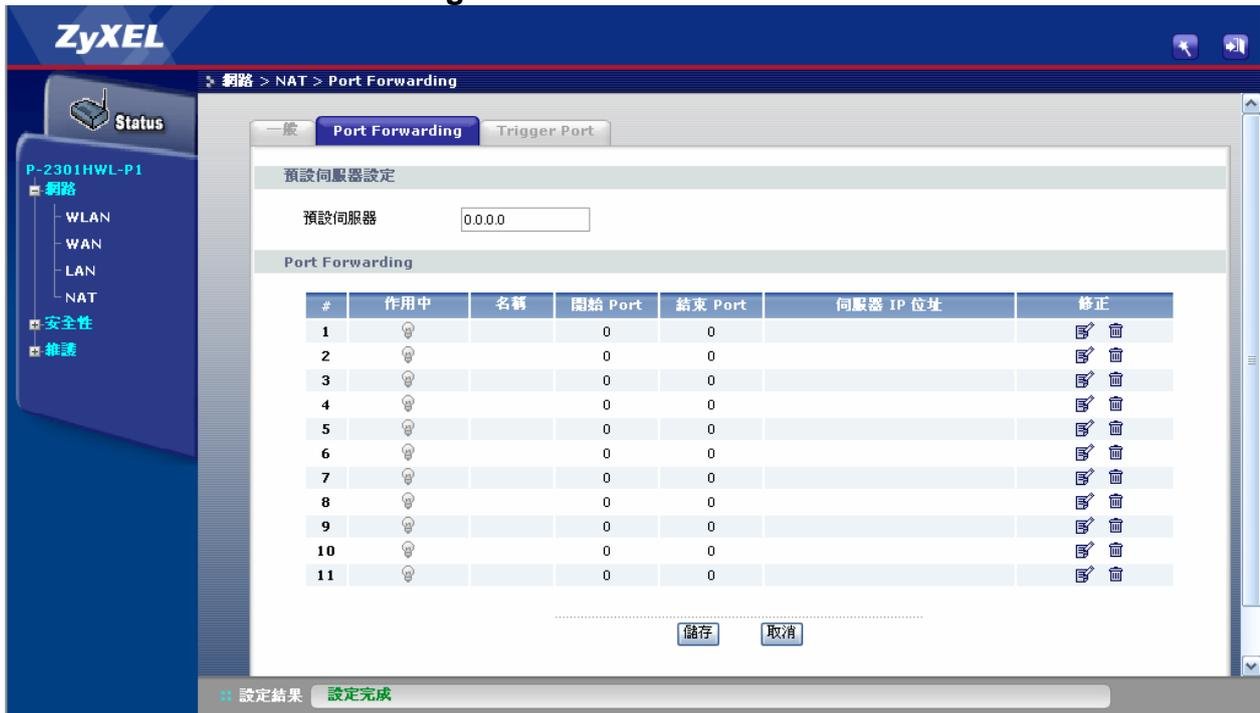 ZyXEL
網路 > NAT > Port Forwarding
Status
P-2301HWL-P1
網路
WLAN
WAN
LAN
NAT
安全性
維護
一般 Port Forwarding Trigger Port
預設伺服器設定
預設伺服器 0.0.0.0
Port Forwarding
# 作用中 名稱 開始 Port 結束 Port 伺服器 IP 位址 修正
1 0 0
2 0 0
3 0 0
4 0 0
5 0 0
6 0 0
7 0 0
8 0 0
9 0 0
10 0 0
11 0 0
儲存 取消
設定結果 設定完成